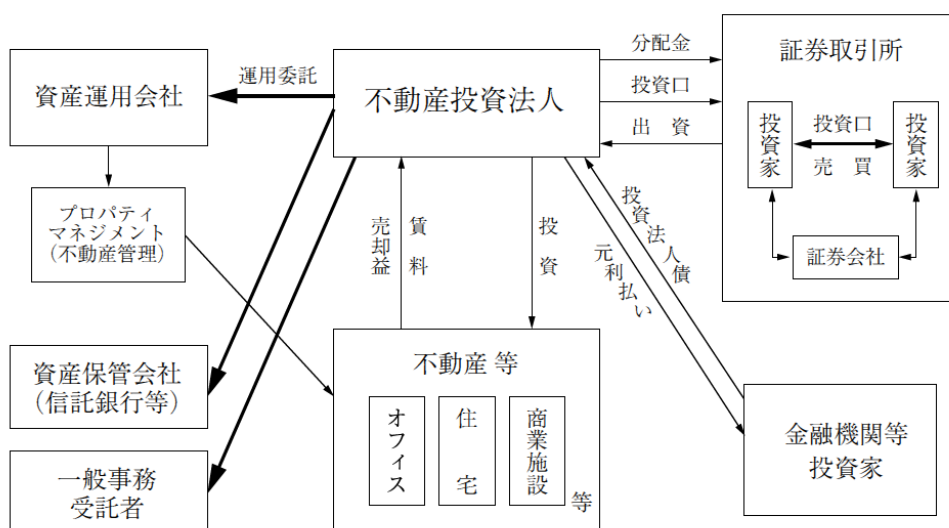 資産運用会社
運用委託
不動産投資法人
分配金
投資口
出 資
証券取引所
投資家
投資口
売 買
投資家
証券会社
プロパティ
マネジメント
(不動産管理)
売却益
賃料
投資
投資法人債
元利払い
資産保管会社
(信託銀行等)
一般事務
受託者
不動産 等
オフィス
住宅
商業施設
等
金融機関等
投資家